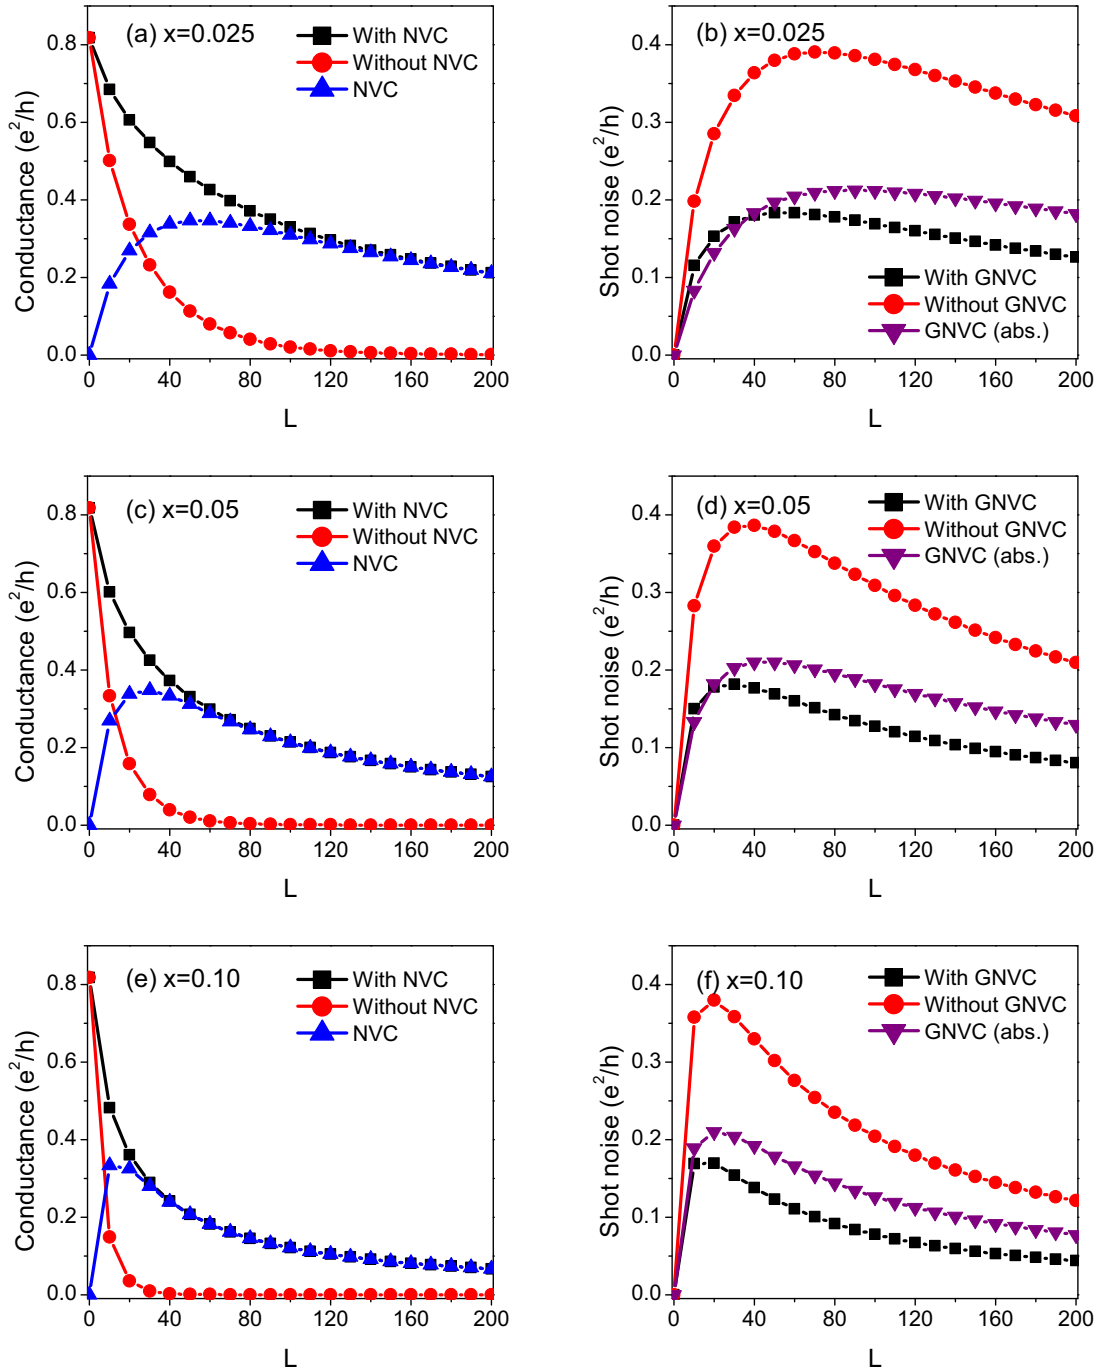 (a) x=0.025
With NVC
Without NVC
NVC
Conductance (e²/h)
0.8
0.6
0.4
0.2
0.0
0 40 80 120 160 200
L
(b) x=0.025
With GNVC
Without GNVC
GNVC (abs.)
Shot noise (e²/h)
0.4
0.3
0.2
0.1
0.0
0 40 80 120 160 200
L
(c) x=0.05
With NVC
Without NVC
NVC
Conductance (e²/h)
0.8
0.6
0.4
0.2
0.0
0 40 80 120 160 200
L
(d) x=0.05
With GNVC
Without GNVC
GNVC (abs.)
Shot noise (e²/h)
0.4
0.3
0.2
0.1
0.0
0 40 80 120 160 200
L
(e) x=0.10
With NVC
Without NVC
NVC
Conductance (e²/h)
0.8
0.6
0.4
0.2
0.0
0 40 80 120 160 200
L
(f) x=0.10
With GNVC
Without GNVC
GNVC (abs.)
Shot noise (e²/h)
0.4
0.3
0.2
0.1
0.0
0 40 80 120 160 200
L